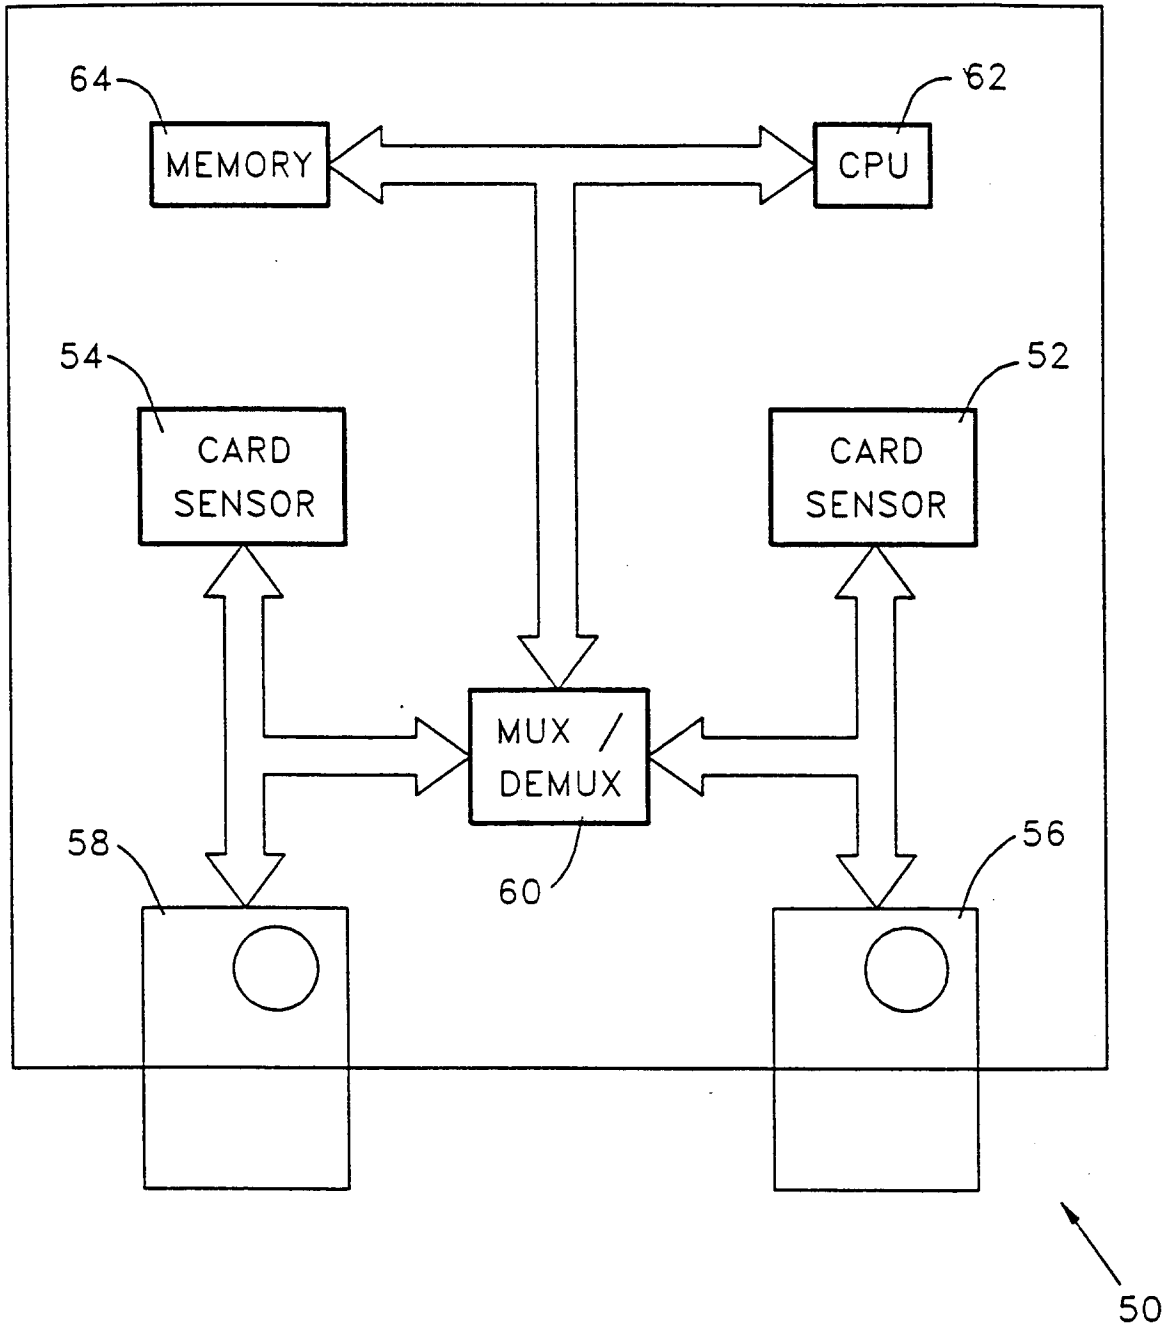 64
62
MEMORY
CPU
54
52
CARD
SENSOR
CARD
SENSOR
MUX /
DEMUX
58
56
60
50